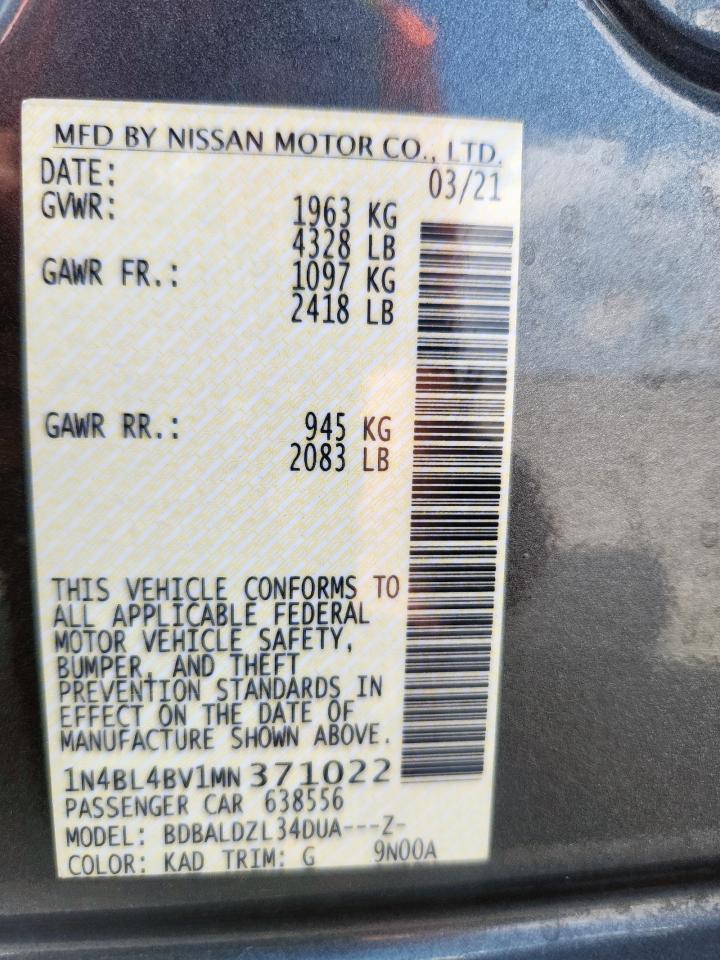 MFD BY NISSAN MOTOR CO., LTD.
DATE: 03/21
GVWR: 1963 KG
4328 LB
GAWR FR.: 1097 KG
2418 LB
GAWR RR.: 945 KG
2083 LB
THIS VEHICLE CONFORMS TO
ALL APPLICABLE FEDERAL
MOTOR VEHICLE SAFETY,
BUMPER, AND THEFT
PREVENTION STANDARDS IN
EFFECT ON THE DATE OF
MANUFACTURE SHOWN ABOVE.
1N4BL4BV1MN371022
PASSENGER CAR 638556
MODEL: BDBALDZL34DUA---Z-
COLOR: KAD TRIM: G 9N00A